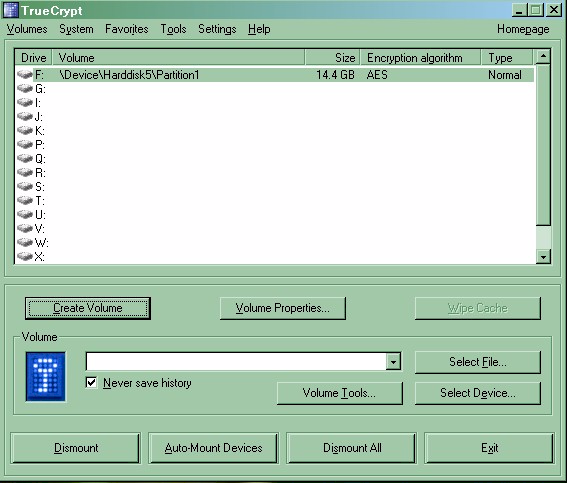 TrueCrypt
Volumes System Favorites Tools Settings Help Homepage
Drive Volume Size Encryption algorithm Type
F: \Device\Harddisk5\Partition1 14.4 GB AES Normal
G:
I:
J:
K:
P:
Q:
R:
S:
T:
U:
V:
W:
X:
Create Volume Volume Properties... Wipe Cache
Volume
Select File...
Never save history
Volume Tools... Select Device...
Dismount Auto-Mount Devices Dismount All Exit